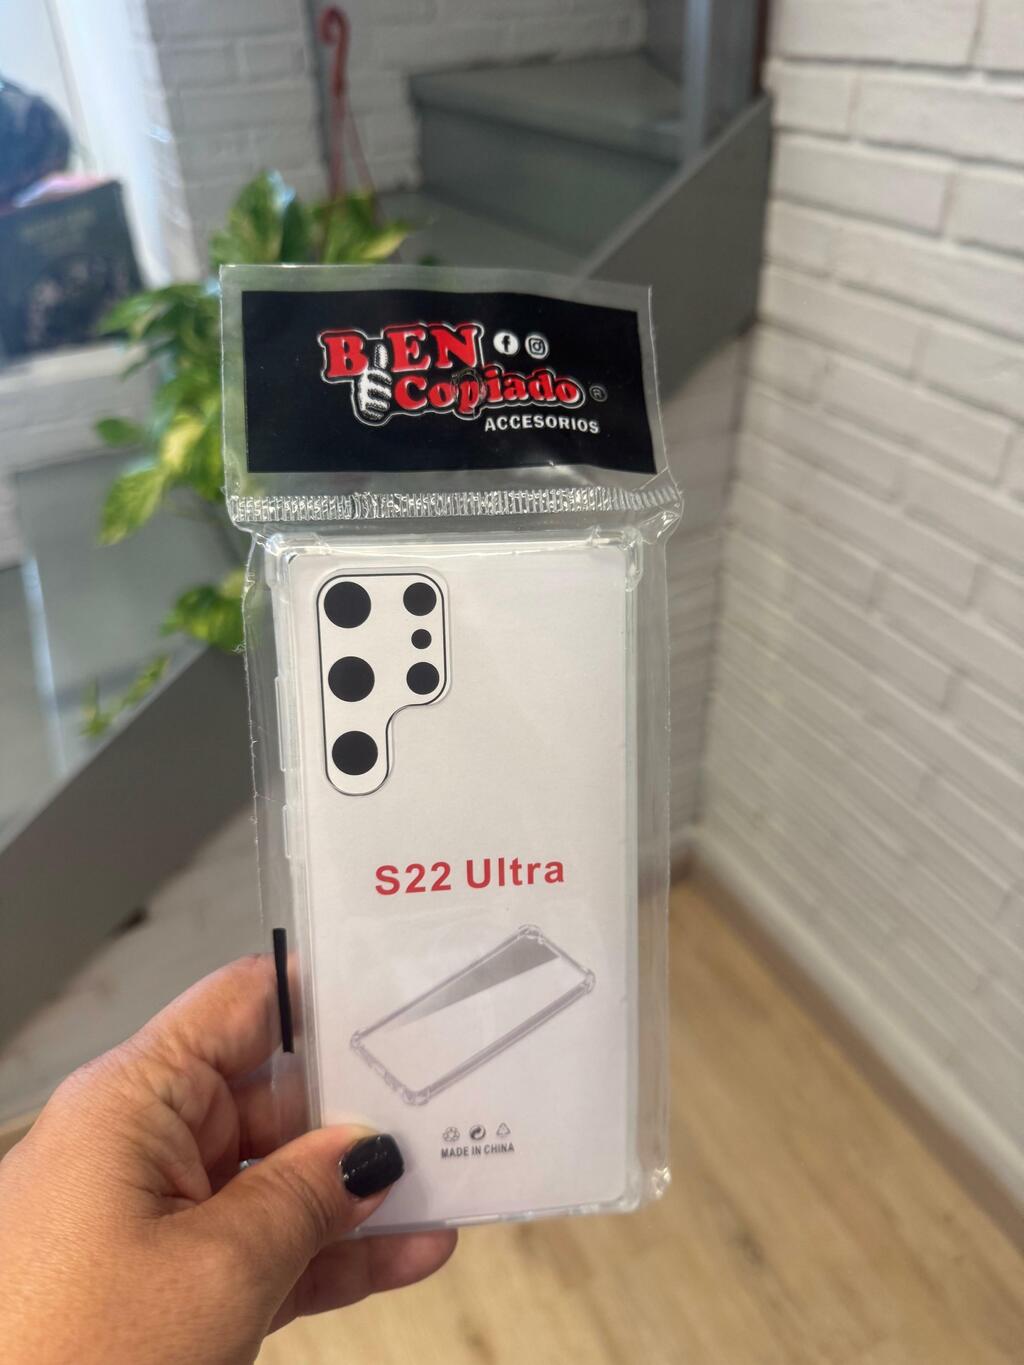 BIEN
Copiado ®
ACCESORIOS
S22 Ultra
MADE IN CHINA